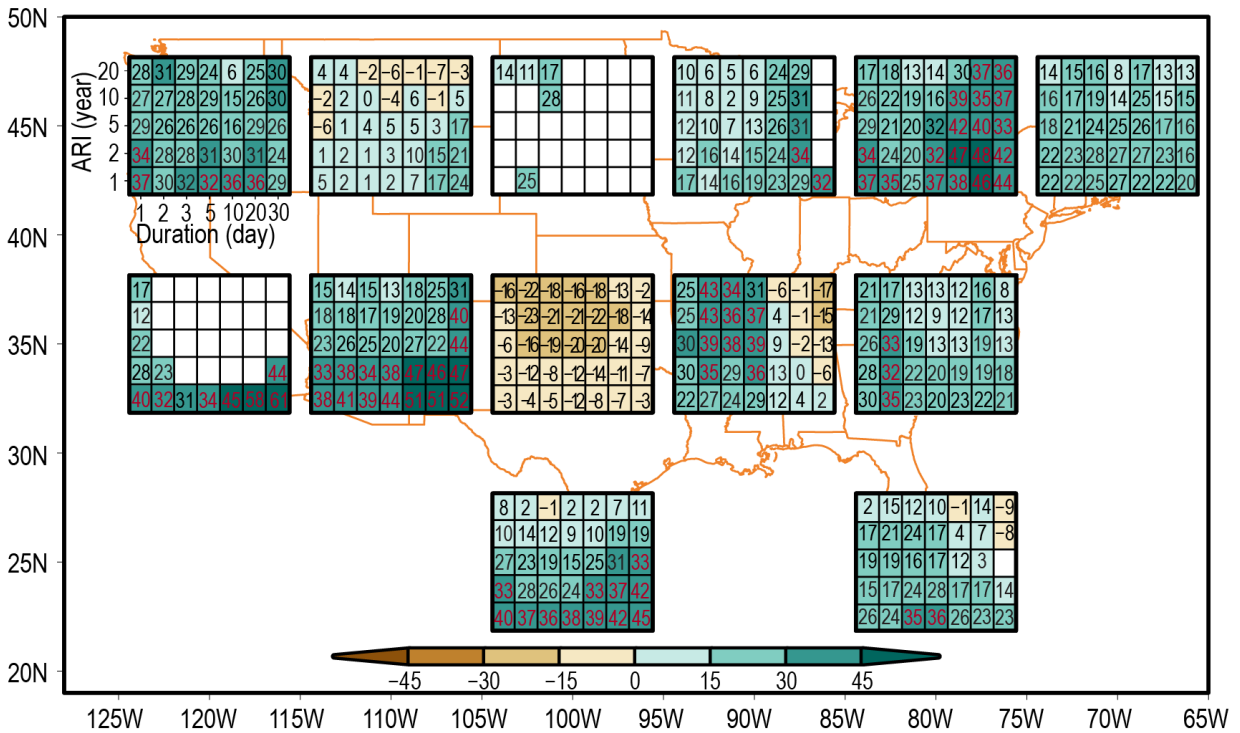 50N
20 28 31 29 24 6 25 30 4 4 −2 −6 −1 −7 −3 14 11 17 10 6 5 6 24 29 17 18 13 14 30 37 36 14 15 16 8 17 13 13
10 27 27 28 29 15 26 30 −2 2 0 −4 6 −1 5 28 11 8 2 9 25 31 26 22 19 16 39 35 37 16 17 19 14 25 15 15
45N
ARI (year)
5 29 26 26 26 16 29 26 −6 1 4 5 5 3 17 12 10 7 13 26 31 29 21 20 32 42 40 33 18 21 24 25 26 17 16
2 34 28 28 31 30 31 24 1 2 1 3 10 15 21 12 16 14 15 24 34 34 24 20 32 47 48 42 22 23 28 27 27 23 16
1 37 30 32 32 36 36 29 5 2 1 2 7 17 24 25 17 14 16 19 23 29 32 37 35 25 37 38 46 44 22 22 25 27 22 22 20
1 2 3 5 10 20 30
Duration (day)
40N
17 15 14 15 13 18 25 31 −16 −22 −18 −16 −18 −13 −2 25 43 34 31 −6 −1 −17 21 17 13 13 12 16 8
12 18 18 17 19 20 28 40 −13 −23 −21 −21 −22 −18 −14 25 43 36 37 4 −1 −15 21 29 12 9 12 17 13
35N
22 23 26 25 20 27 22 44 −6 −16 −19 −20 −20 −14 −9 30 39 38 39 9 −2 −13 26 33 19 13 13 19 13
28 23 44 33 38 34 38 47 46 47 −3 −12 −8 −12 −14 −11 −7 30 35 29 36 13 0 −6 28 32 22 20 19 19 18
40 32 31 34 45 58 61 38 41 39 44 51 51 52 −3 −4 −5 −12 −8 −7 −3 22 27 24 29 12 4 2 30 35 23 20 23 22 21
30N
8 2 −1 2 2 7 11 2 15 12 10 −1 14 −9
10 14 12 9 10 19 19 17 21 24 17 4 7 −8
25N
27 23 19 15 25 31 33 19 19 16 17 12 3
33 28 26 24 33 37 42 15 17 24 28 17 17 14
40 37 36 38 39 42 45 26 24 35 36 26 23 23
20N
−45 −30 −15 0 15 30 45
125W 120W 115W 110W 105W 100W 95W 90W 85W 80W 75W 70W 65W